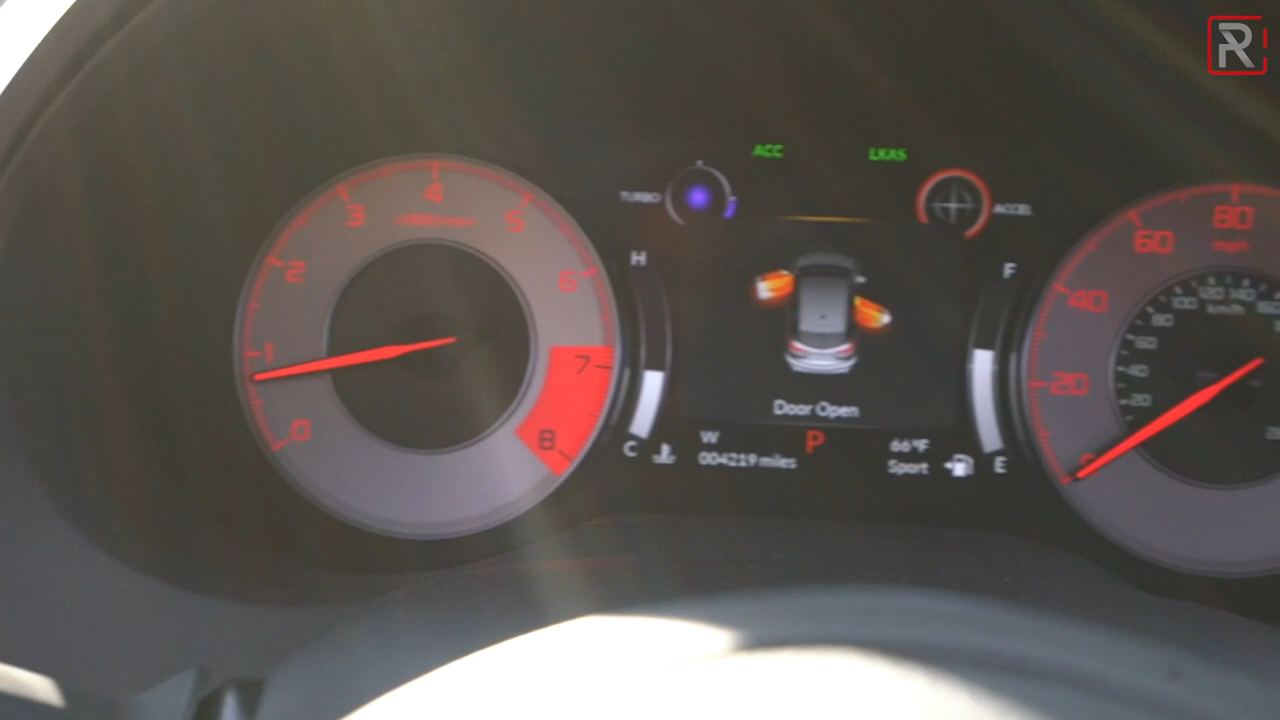 R
ACC
LKAS
TURBO
ACCEL
H
F
0
1
2
3
4
5
6
7
8
Door Open
C
W
004219 miles
P
66°F
Sport
E
20
40
60
80
mph
20
40
60
80
100
120
140
km/h